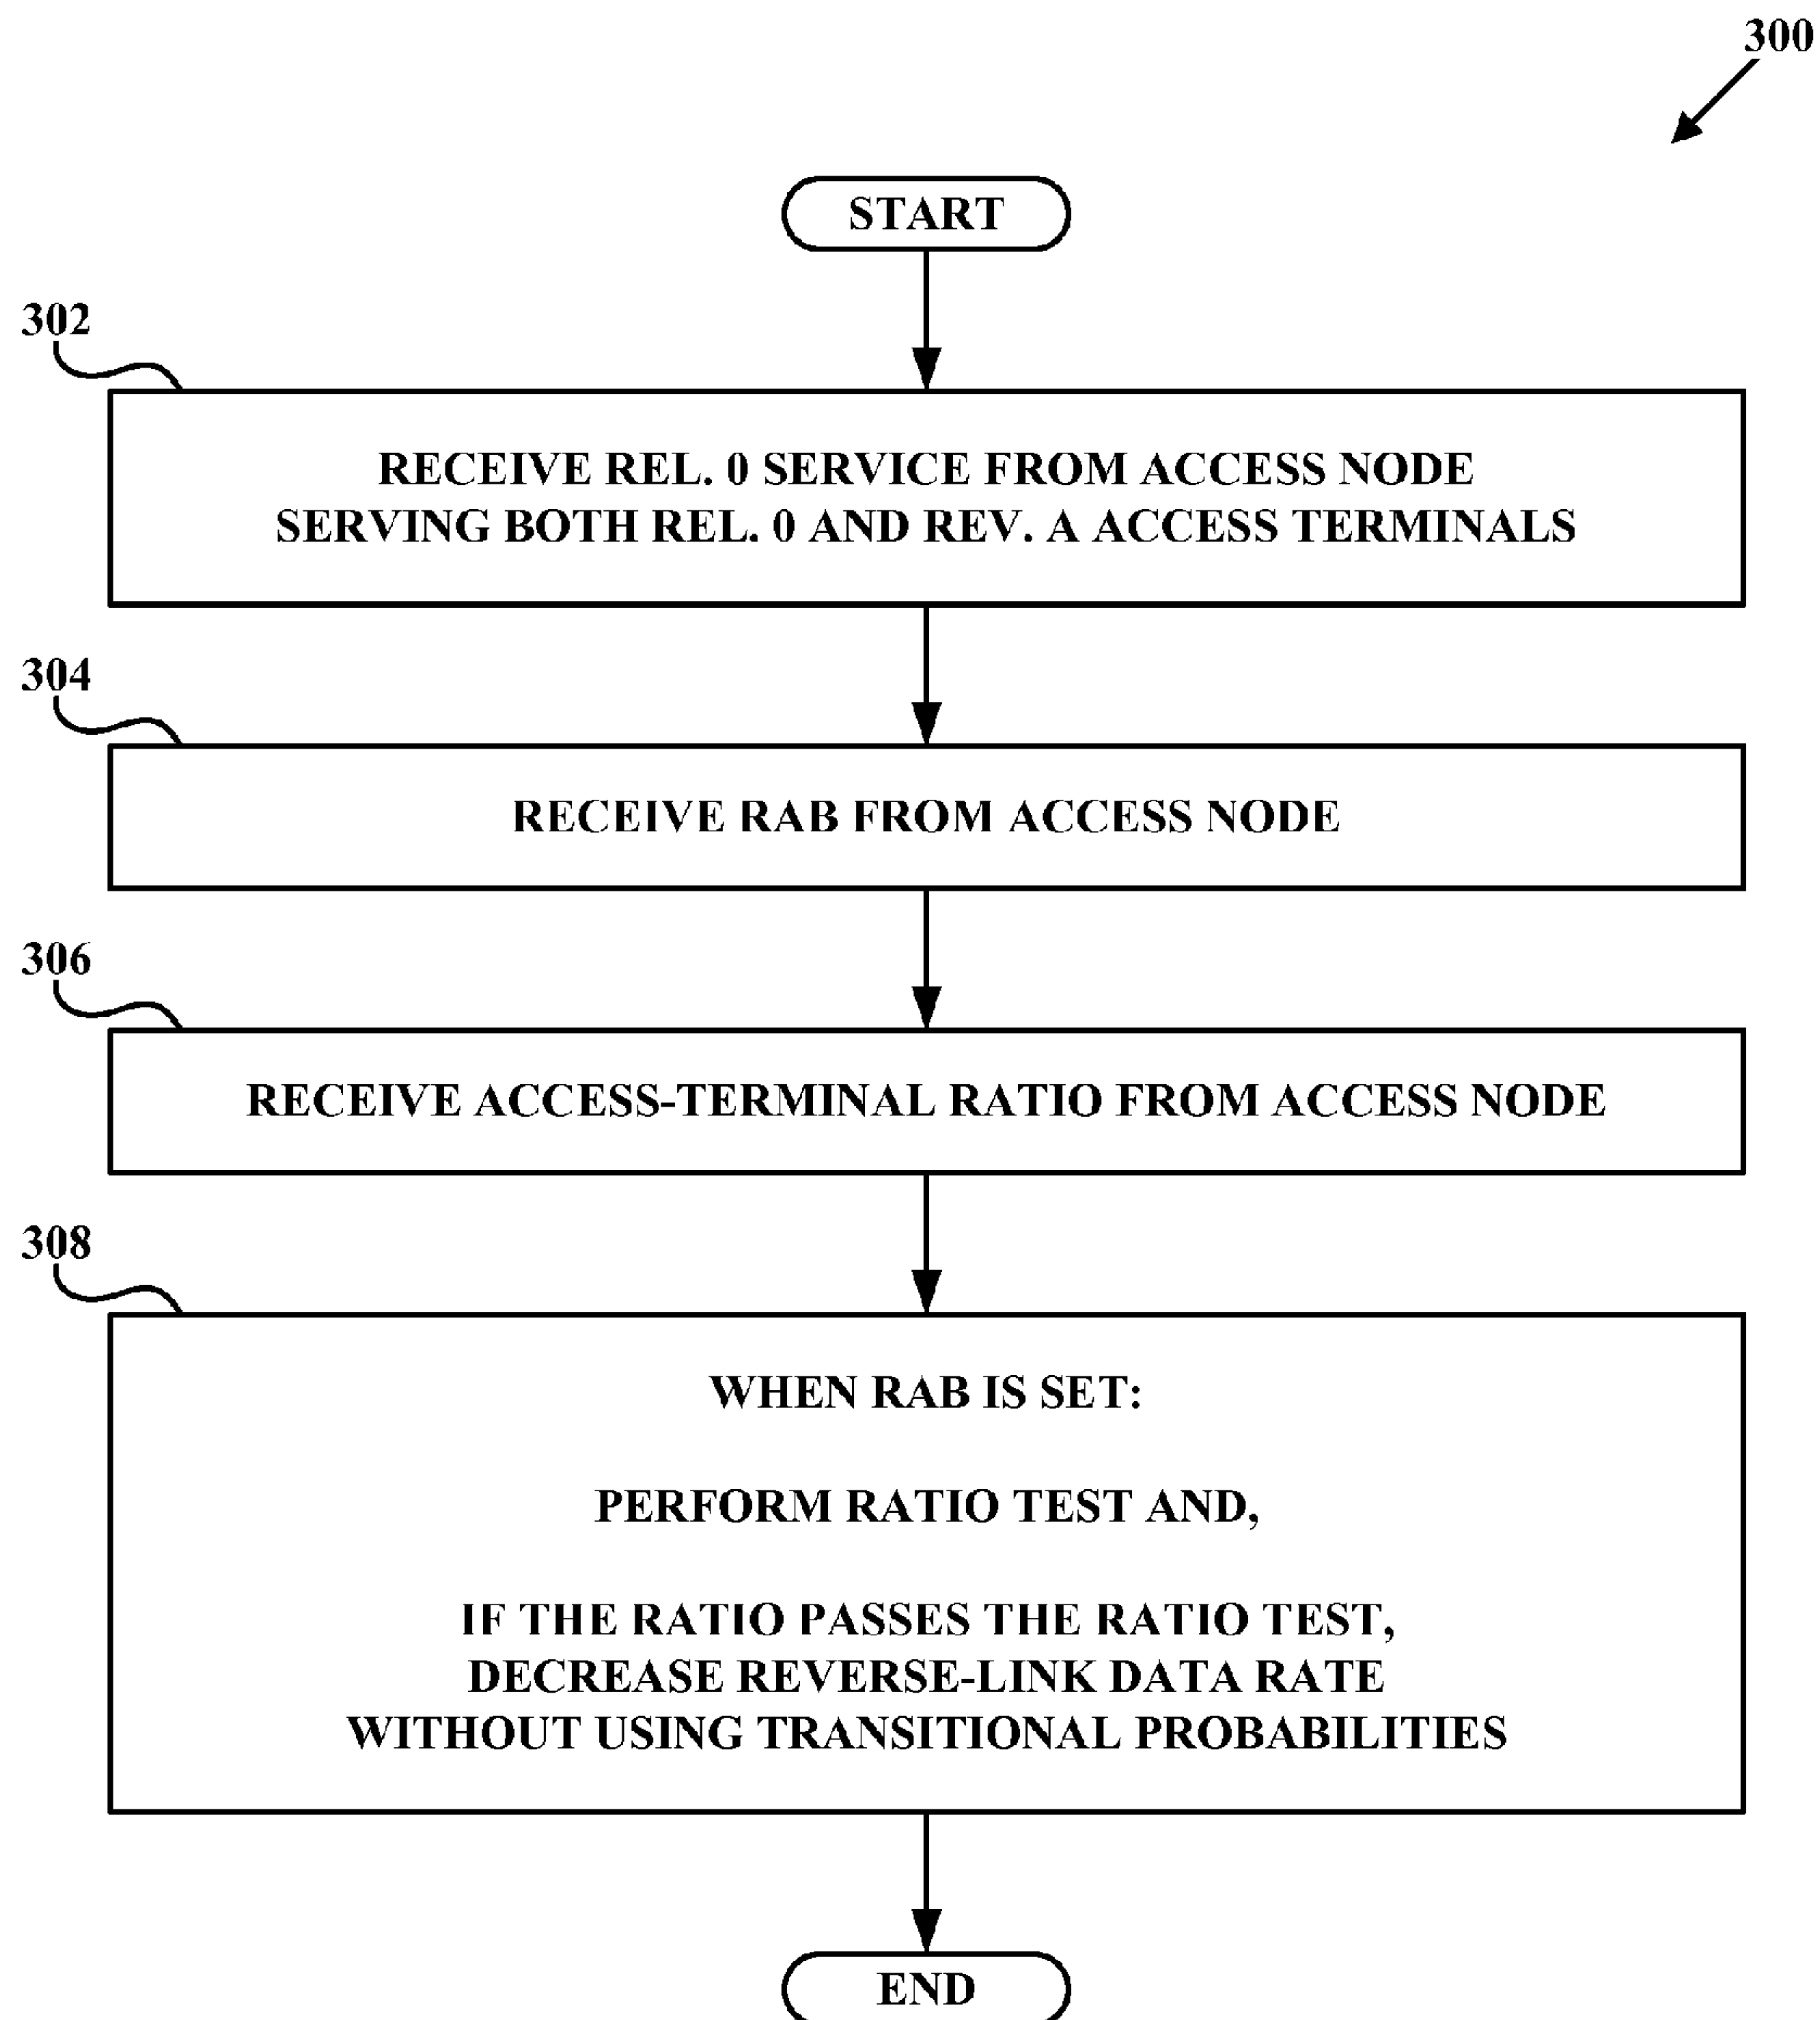 300
START
302
RECEIVE REL. 0 SERVICE FROM ACCESS NODE
SERVING BOTH REL. 0 AND REV. A ACCESS TERMINALS
304
RECEIVE RAB FROM ACCESS NODE
306
RECEIVE ACCESS-TERMINAL RATIO FROM ACCESS NODE
308
WHEN RAB IS SET:
PERFORM RATIO TEST AND,
IF THE RATIO PASSES THE RATIO TEST,
DECREASE REVERSE-LINK DATA RATE
WITHOUT USING TRANSITIONAL PROBABILITIES
END